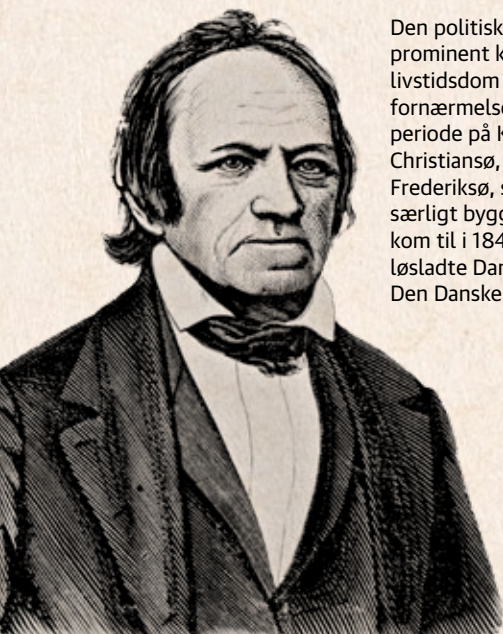 Den politisk
prominent k
livstidsdom
fornærmelse
periode på K
Christiansø,
Frederiksø, s
særligt bygg
kom til i 184
løsladte Dan
Den Danske